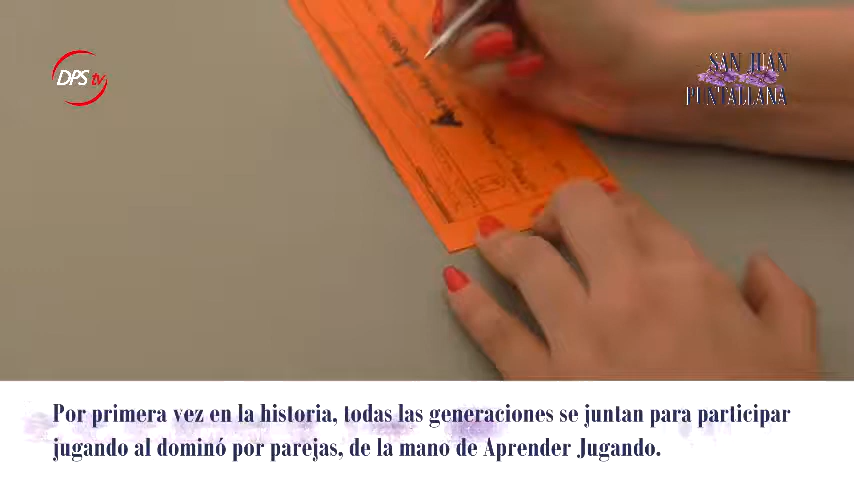 DPS tv
SAN JUAN
PUNTALLANA
Por primera vez en la historia, todas las generaciones se juntan para participar
jugando al dominó por parejas, de la mano de Aprender Jugando.